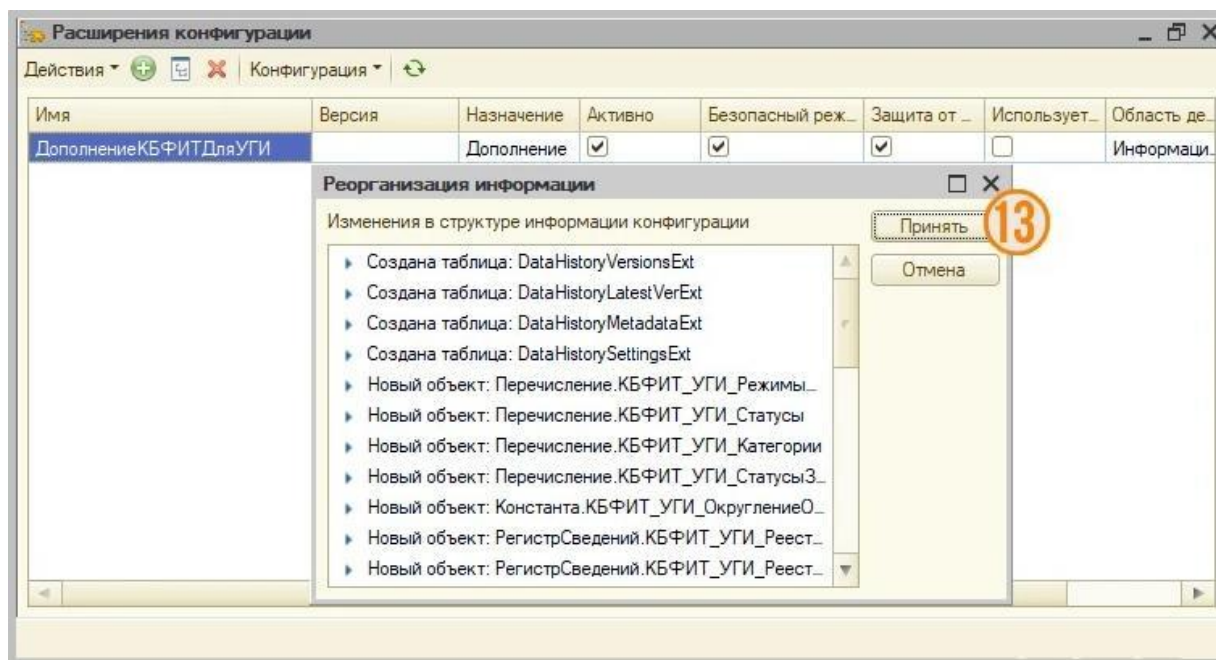 Расширения конфигурации
Действия Конфигурация
Имя Версия Назначение Активно Безопасный реж... Защита от ... Использует... Область де...
ДополнениеКБФИТДляУГИ Дополнение Информаци...
Реорганизация информации
Изменения в структуре информации конфигурации
Принять 13
Отмена
Создана таблица: DataHistoryVersionsExt
Создана таблица: DataHistoryLatestVerExt
Создана таблица: DataHistoryMetadataExt
Создана таблица: DataHistorySettingsExt
Новый объект: Перечисление.КБФИТ_УГИ_Режимы...
Новый объект: Перечисление.КБФИТ_УГИ_Статусы
Новый объект: Перечисление.КБФИТ_УГИ_Категории
Новый объект: Перечисление.КБФИТ_УГИ_СтатусыЗ...
Новый объект: Константа.КБФИТ_УГИ_ОкруглениеО...
Новый объект: РегистрСведений.КБФИТ_УГИ_Реест...
Новый объект: РегистрСведений.КБФИТ_УГИ_Реест...